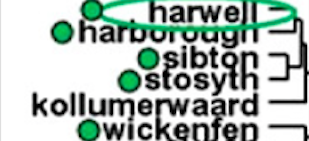 harwell
harborough
sibton
stosyth
kollumerwaard
wickenfen